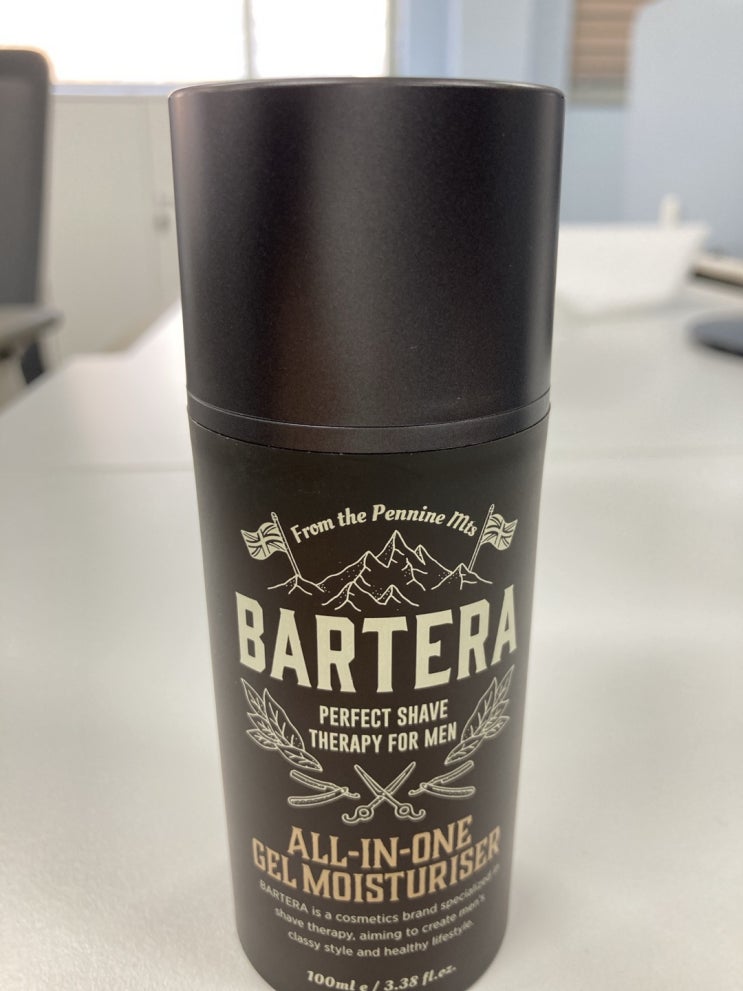 From the Pennine Mts
BARTERA
PERFECT SHAVE
THERAPY FOR MEN
ALL-IN-ONE
GEL MOISTURISER
BARTERA is a cosmetics brand specialized in
shave therapy, aiming to create men's
classy style and healthy lifestyle.
100ml e / 3.38 fl.oz.